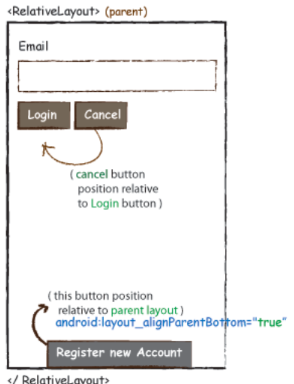 <RelativeLayout> (parent)
Email
Login Cancel
( cancel button
position relative
to Login button )
( this button position
relative to parent layout )
android:layout_alignParentBottom="true"
Register new Account
</ RelativeLayout>